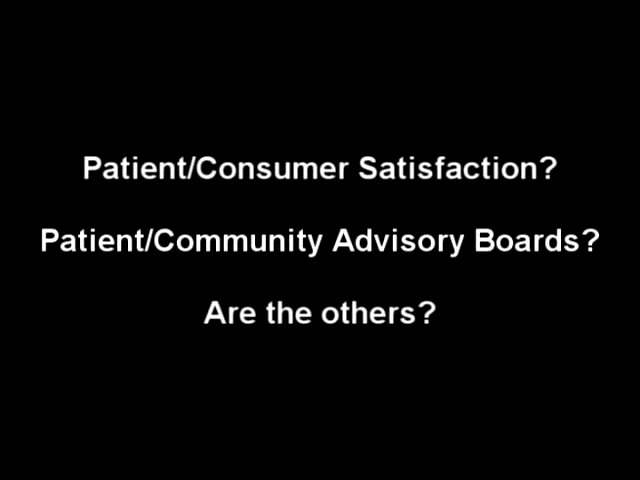 Patient/Consumer Satisfaction?
Patient/Community Advisory Boards?
Are the others?